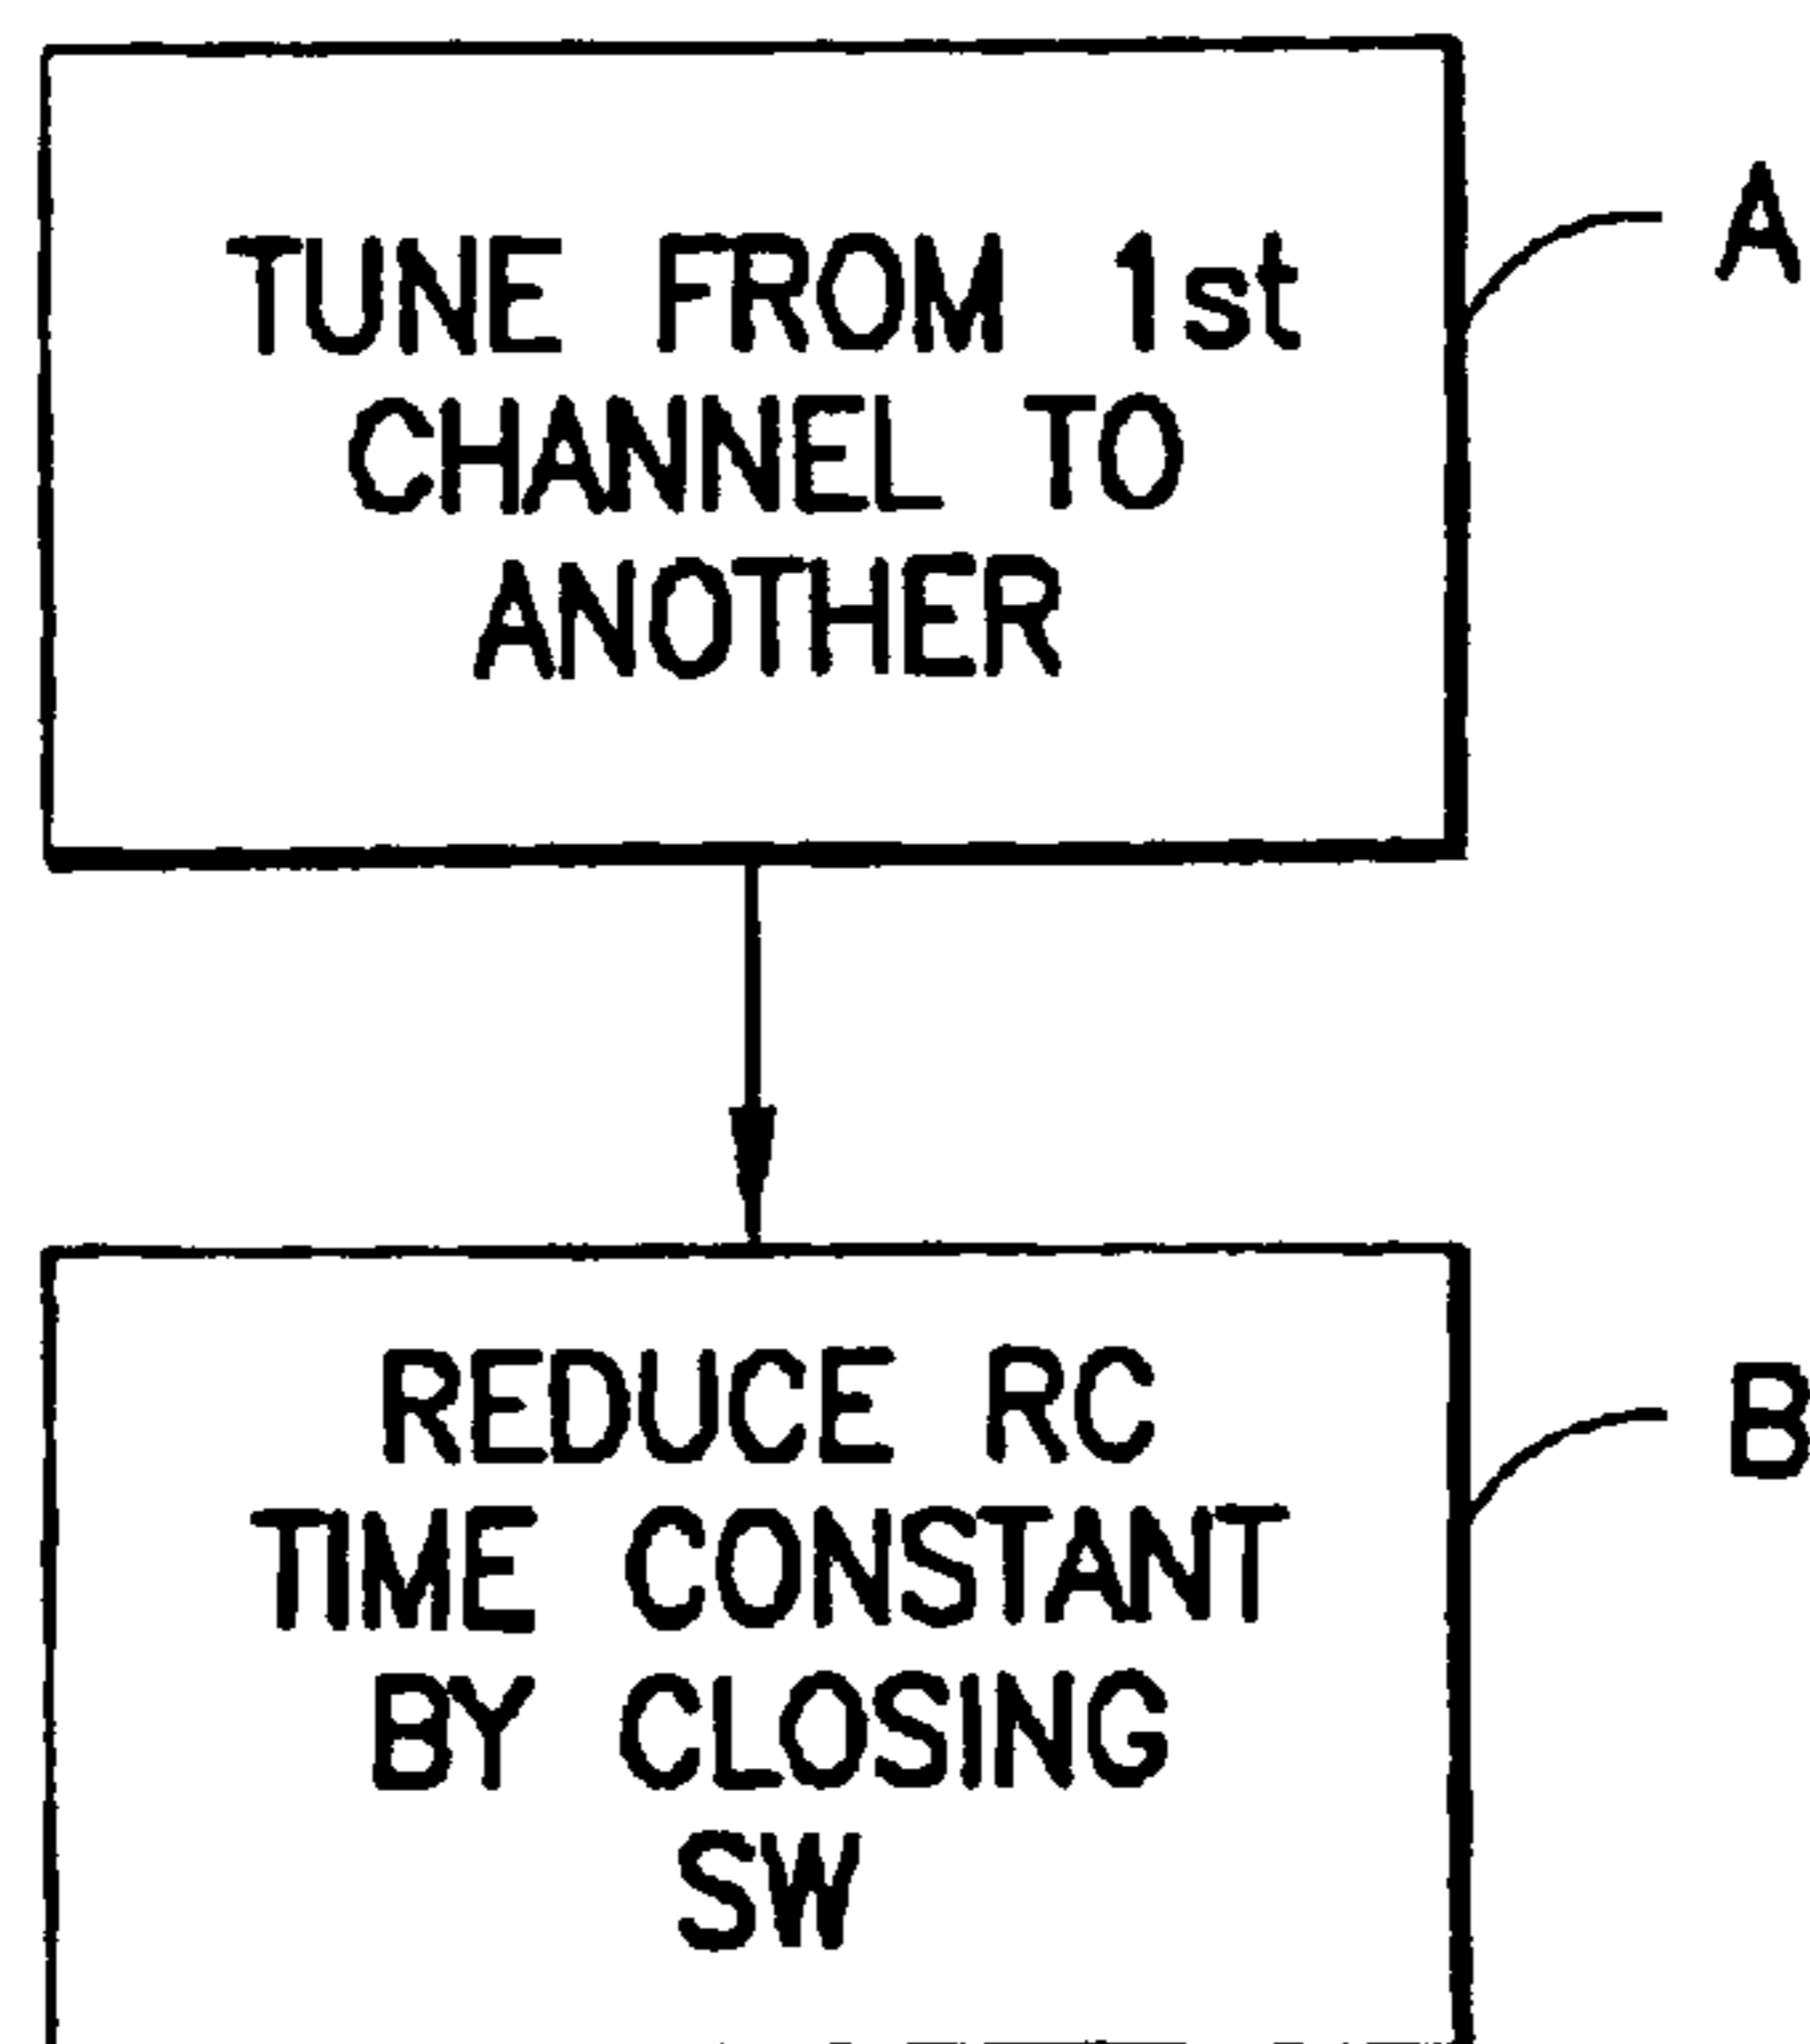 TUNE FROM 1st
CHANNEL TO
ANOTHER
A
REDUCE RC
TIME CONSTANT
BY CLOSING
SW
B